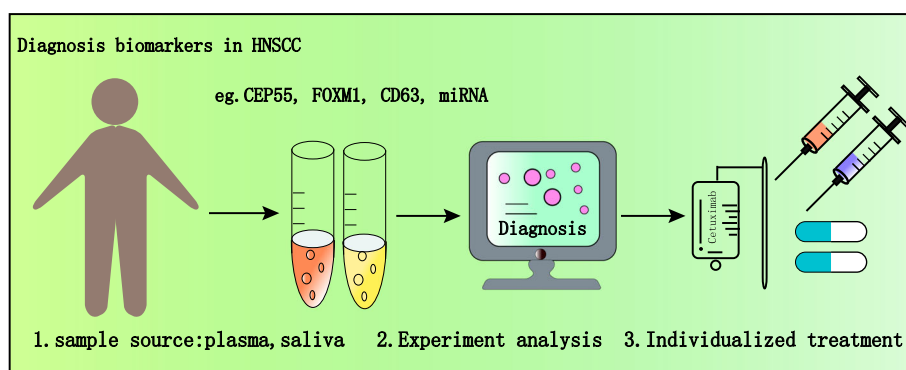 Diagnosis biomarkers in HNSCC
eg.CEP55, FOXM1, CD63, miRNA
Diagnosis
Cetuximab
1.sample source:plasma,saliva
2.Experiment analysis
3.Individualized treatment